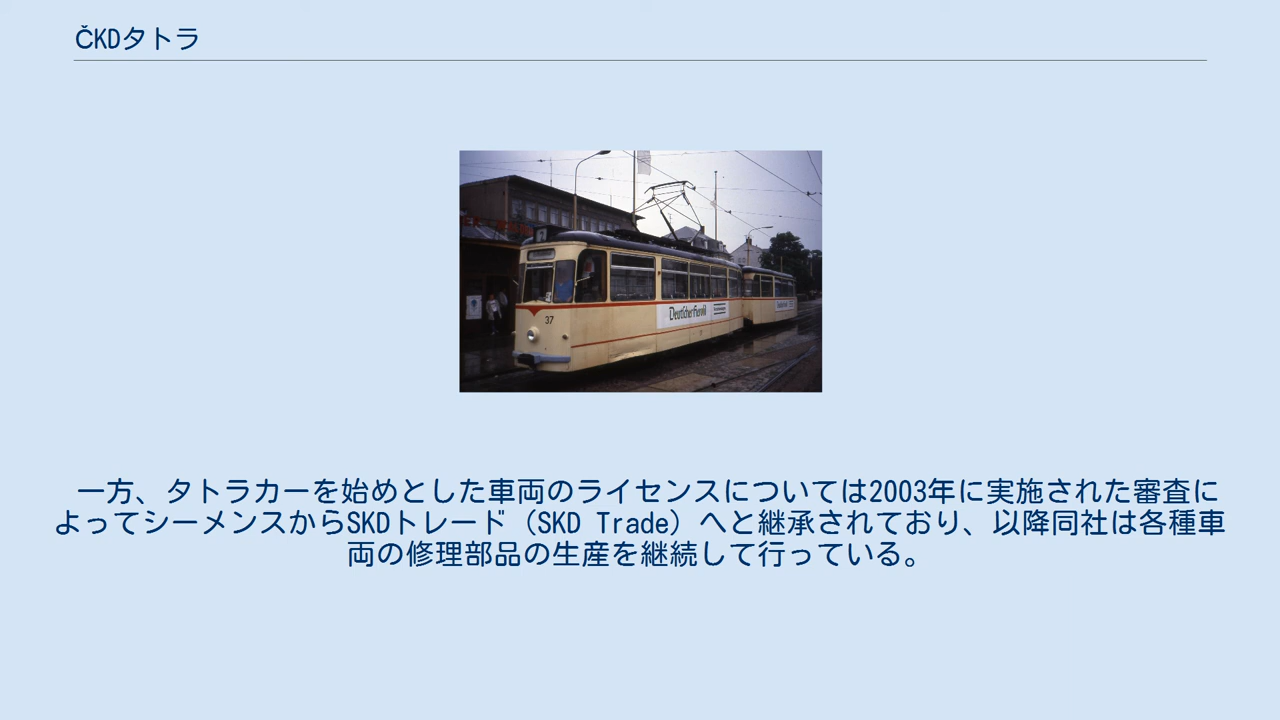 ČKDタトラ
37
Deutscher Herold
一方、タトラカーを始めとした車両のライセンスについては2003年に実施された審査に
よってシーメンスからSKDトレード（SKD Trade）へと継承されており、以降同社は各種車
両の修理部品の生産を継続して行っている。